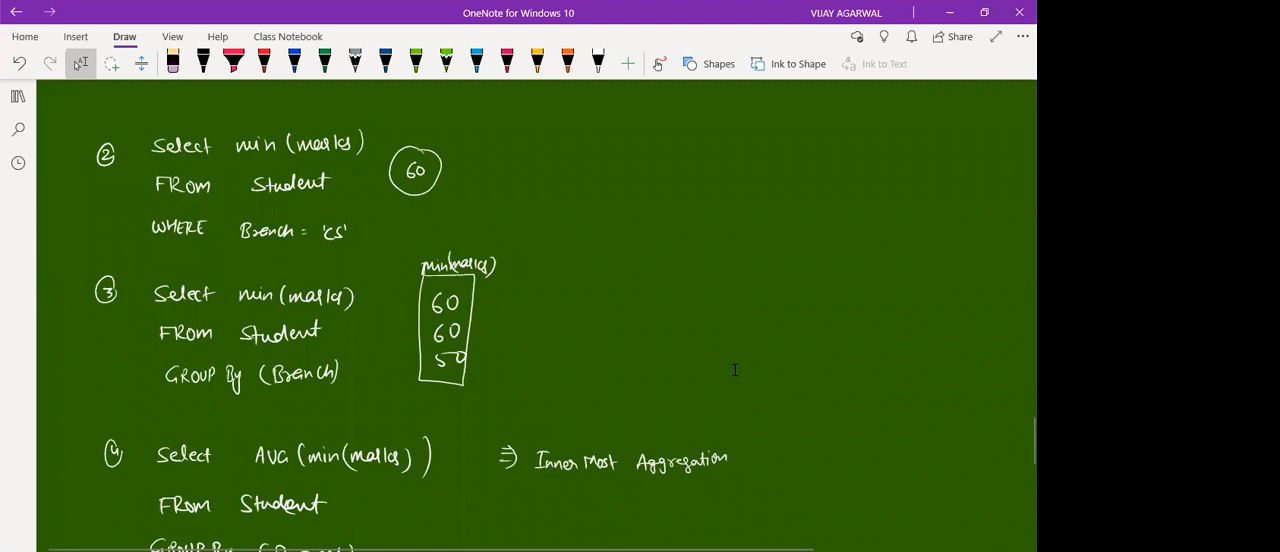 OneNote for Windows 10
VIJAY AGARWAL
Home Insert Draw View Help Class Notebook
Share
Shapes Ink to Shape Ink to Text
2 Select min (marks)
FROM Student
WHERE Branch = 'CS'
60
3 Select min (marks)
FROM Student
GROUP By (Branch)
min(marks)
60
60
50
4 Select AVG (min(marks))
FROM Student
GROUP By
⇒ Inner Most Aggregation